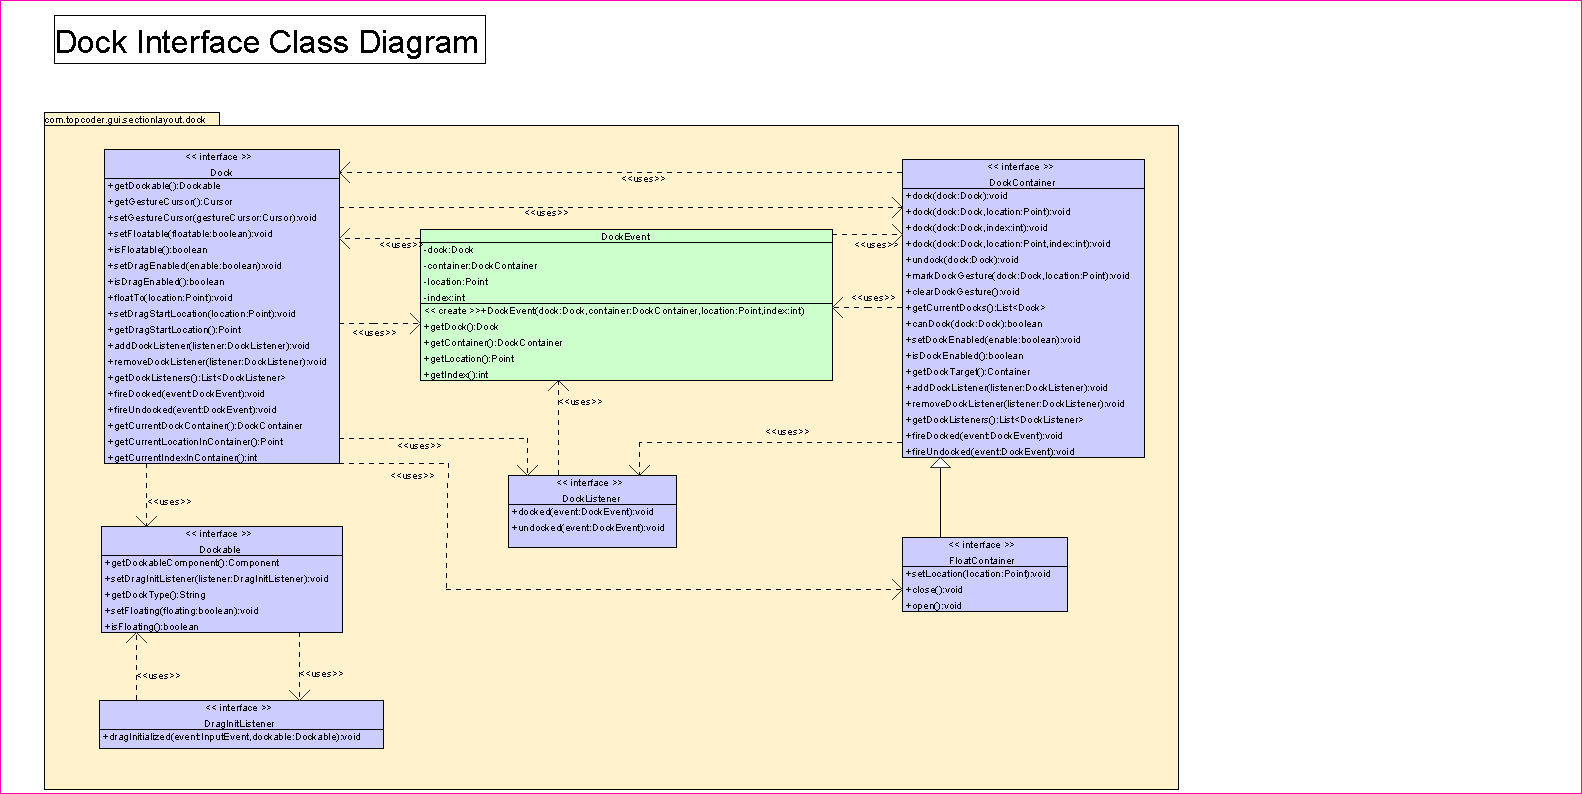 Dock Interface Class Diagram
com.topcoder.gui.sectionlayout.dock
<< interface >>
Dock
+getDockable():Dockable
+getGestureCursor():Cursor
+setGestureCursor(gestureCursor:Cursor):void
+setFloatable(floatable:boolean):void
+isFloatable():boolean
+setDragEnabled(enable:boolean):void
+isDragEnabled():boolean
+floatTo(location:Point):void
+setDragStartLocation(location:Point):void
+getDragStartLocation():Point
+addDockListener(listener:DockListener):void
+removeDockListener(listener:DockListener):void
+getDockListeners():List<DockListener>
+fireDocked(event:DockEvent):void
+fireUndocked(event:DockEvent):void
+getCurrentDockContainer():DockContainer
+getCurrentLocationInContainer():Point
+getCurrentIndexInContainer():int
<<uses>>
<<uses>>
<<uses>>
<<uses>>
DockEvent
-dock:Dock
-container:DockContainer
-location:Point
-index:int
<< create >>+DockEvent(dock:Dock,container:DockContainer,location:Point,index:int)
+getDock():Dock
+getContainer():DockContainer
+getLocation():Point
+getIndex():int
<<uses>>
<<uses>>
<< interface >>
DockContainer
+dock(dock:Dock):void
+dock(dock:Dock,location:Point):void
+dock(dock:Dock,index:int):void
+dock(dock:Dock,location:Point,index:int):void
+undock(dock:Dock):void
+markDockGesture(dock:Dock,location:Point):void
+clearDockGesture():void
+getCurrentDocks():List<Dock>
+canDock(dock:Dock):boolean
+setDockEnabled(enable:boolean):void
+isDockEnabled():boolean
+getDockTarget():Container
+addDockListener(listener:DockListener):void
+removeDockListener(listener:DockListener):void
+getDockListeners():List<DockListener>
+fireDocked(event:DockEvent):void
+fireUndocked(event:DockEvent):void
<<uses>>
<<uses>>
<<uses>>
<<uses>>
<<uses>>
<< interface >>
DockListener
+docked(event:DockEvent):void
+undocked(event:DockEvent):void
<< interface >>
Dockable
+getDockableComponent():Component
+setDragInitListener(listener:DragInitListener):void
+getDockType():String
+setFloating(floating:boolean):void
+isFloating():boolean
<< interface >>
FloatContainer
+setLocation(location:Point):void
+close():void
+open():void
<<uses>>
<<uses>>
<< interface >>
DragInitListener
+dragInitialized(event:InputEvent,dockable:Dockable):void